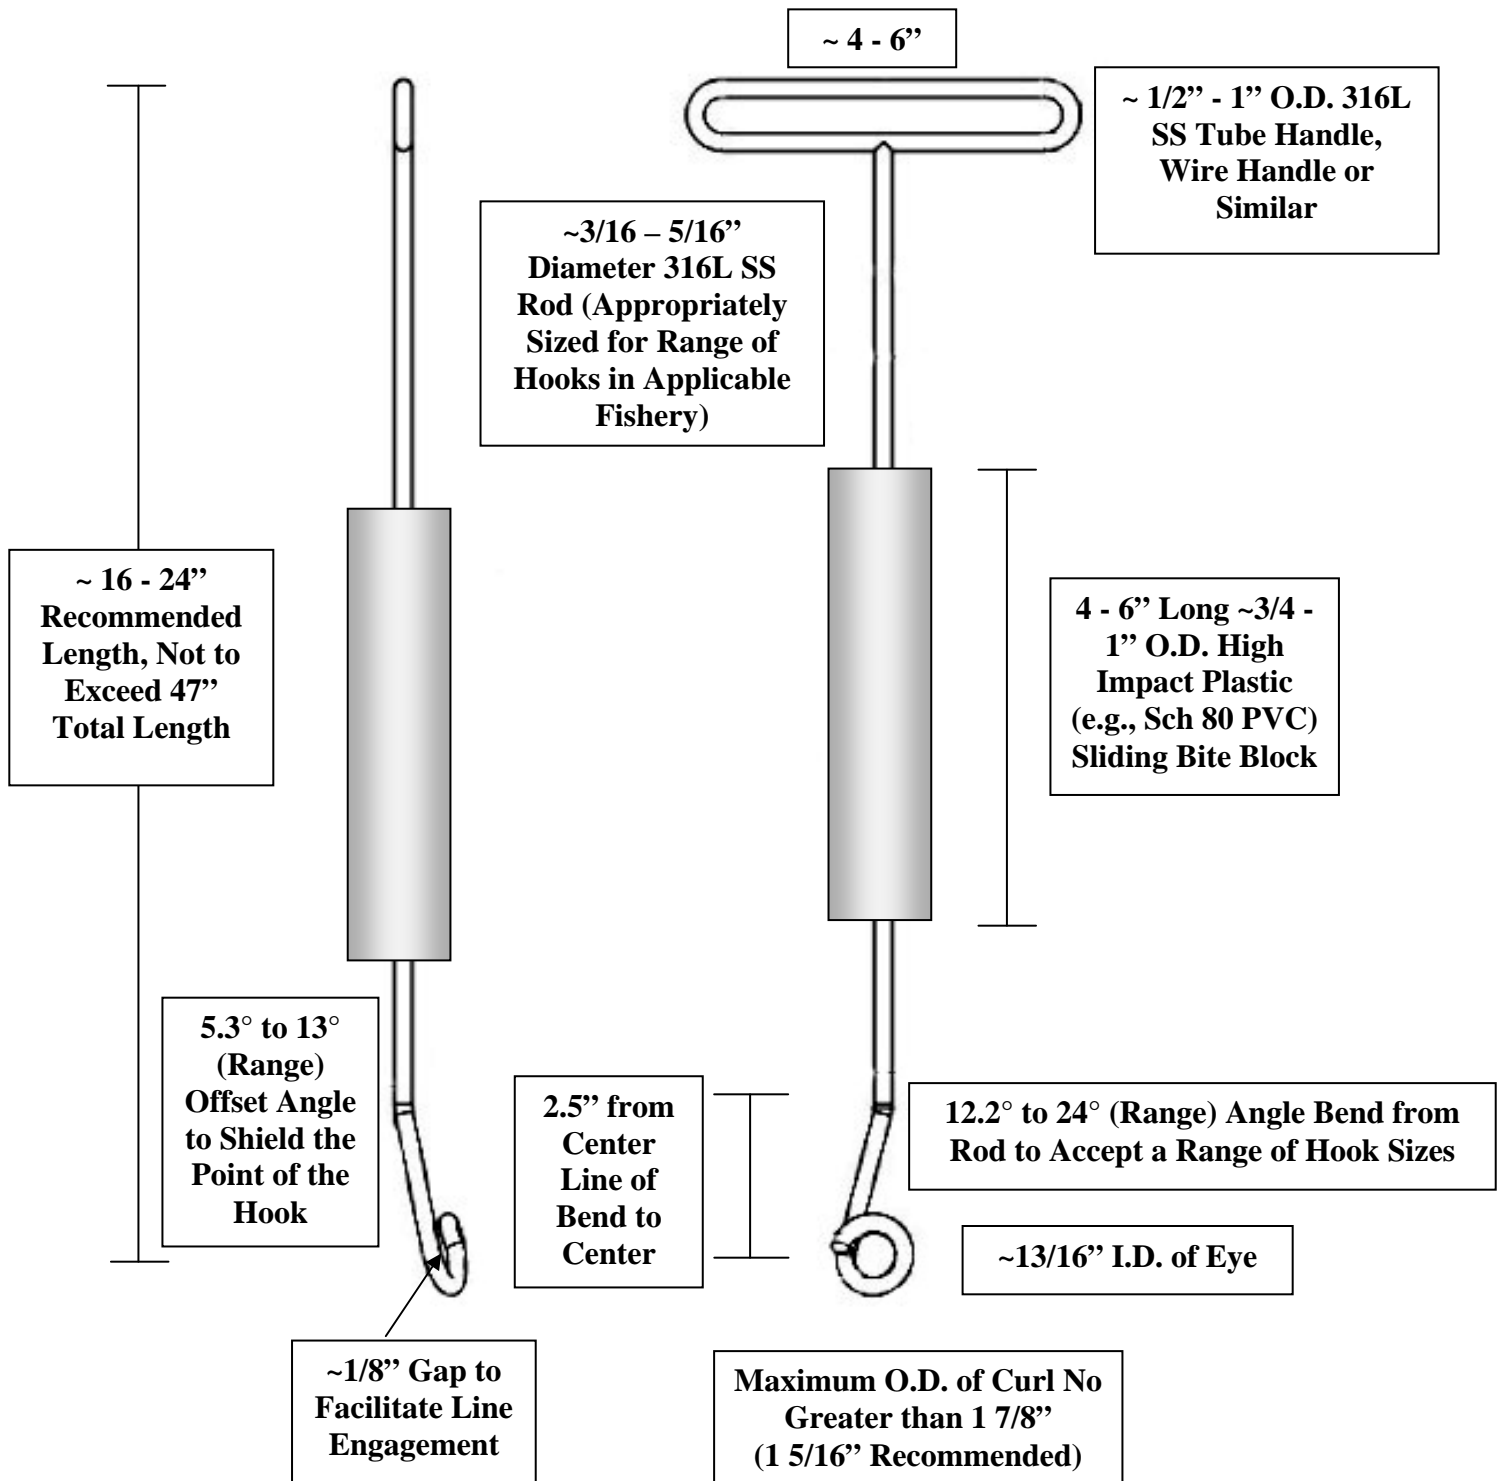 ~ 4 - 6”
~ 1/2” - 1” O.D. 316L
SS Tube Handle,
Wire Handle or
Similar
~3/16 – 5/16”
Diameter 316L SS
Rod (Appropriately
Sized for Range of
Hooks in Applicable
Fishery)
~ 16 - 24”
Recommended
Length, Not to
Exceed 47”
Total Length
4 - 6” Long ~3/4 -
1” O.D. High
Impact Plastic
(e.g., Sch 80 PVC)
Sliding Bite Block
5.3° to 13°
(Range)
Offset Angle
to Shield the
Point of the
Hook
2.5” from
Center
Line of
Bend to
Center
12.2° to 24° (Range) Angle Bend from
Rod to Accept a Range of Hook Sizes
~13/16” I.D. of Eye
~1/8” Gap to
Facilitate Line
Engagement
Maximum O.D. of Curl No
Greater than 1 7/8”
(1 5/16” Recommended)